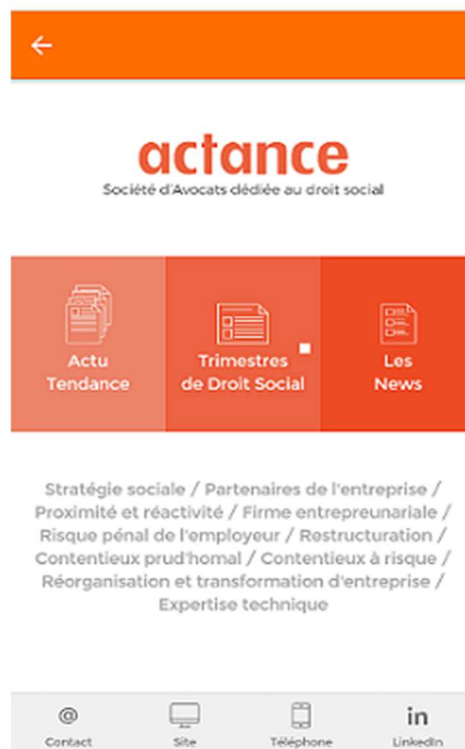 actance
Société d'Avocats dédiée au droit social
Actu
Tendance
Trimestres
de Droit Social
Les
News
Stratégie sociale / Partenaires de l'entreprise /
Proximité et réactivité / Firme entrepreunariale /
Risque pénal de l'employeur / Restructuration /
Contentieux prud'homal / Contentieux à risque /
Réorganisation et transformation d'entreprise /
Expertise technique
@
Contact
Site
Téléphone
in
LinkedIn